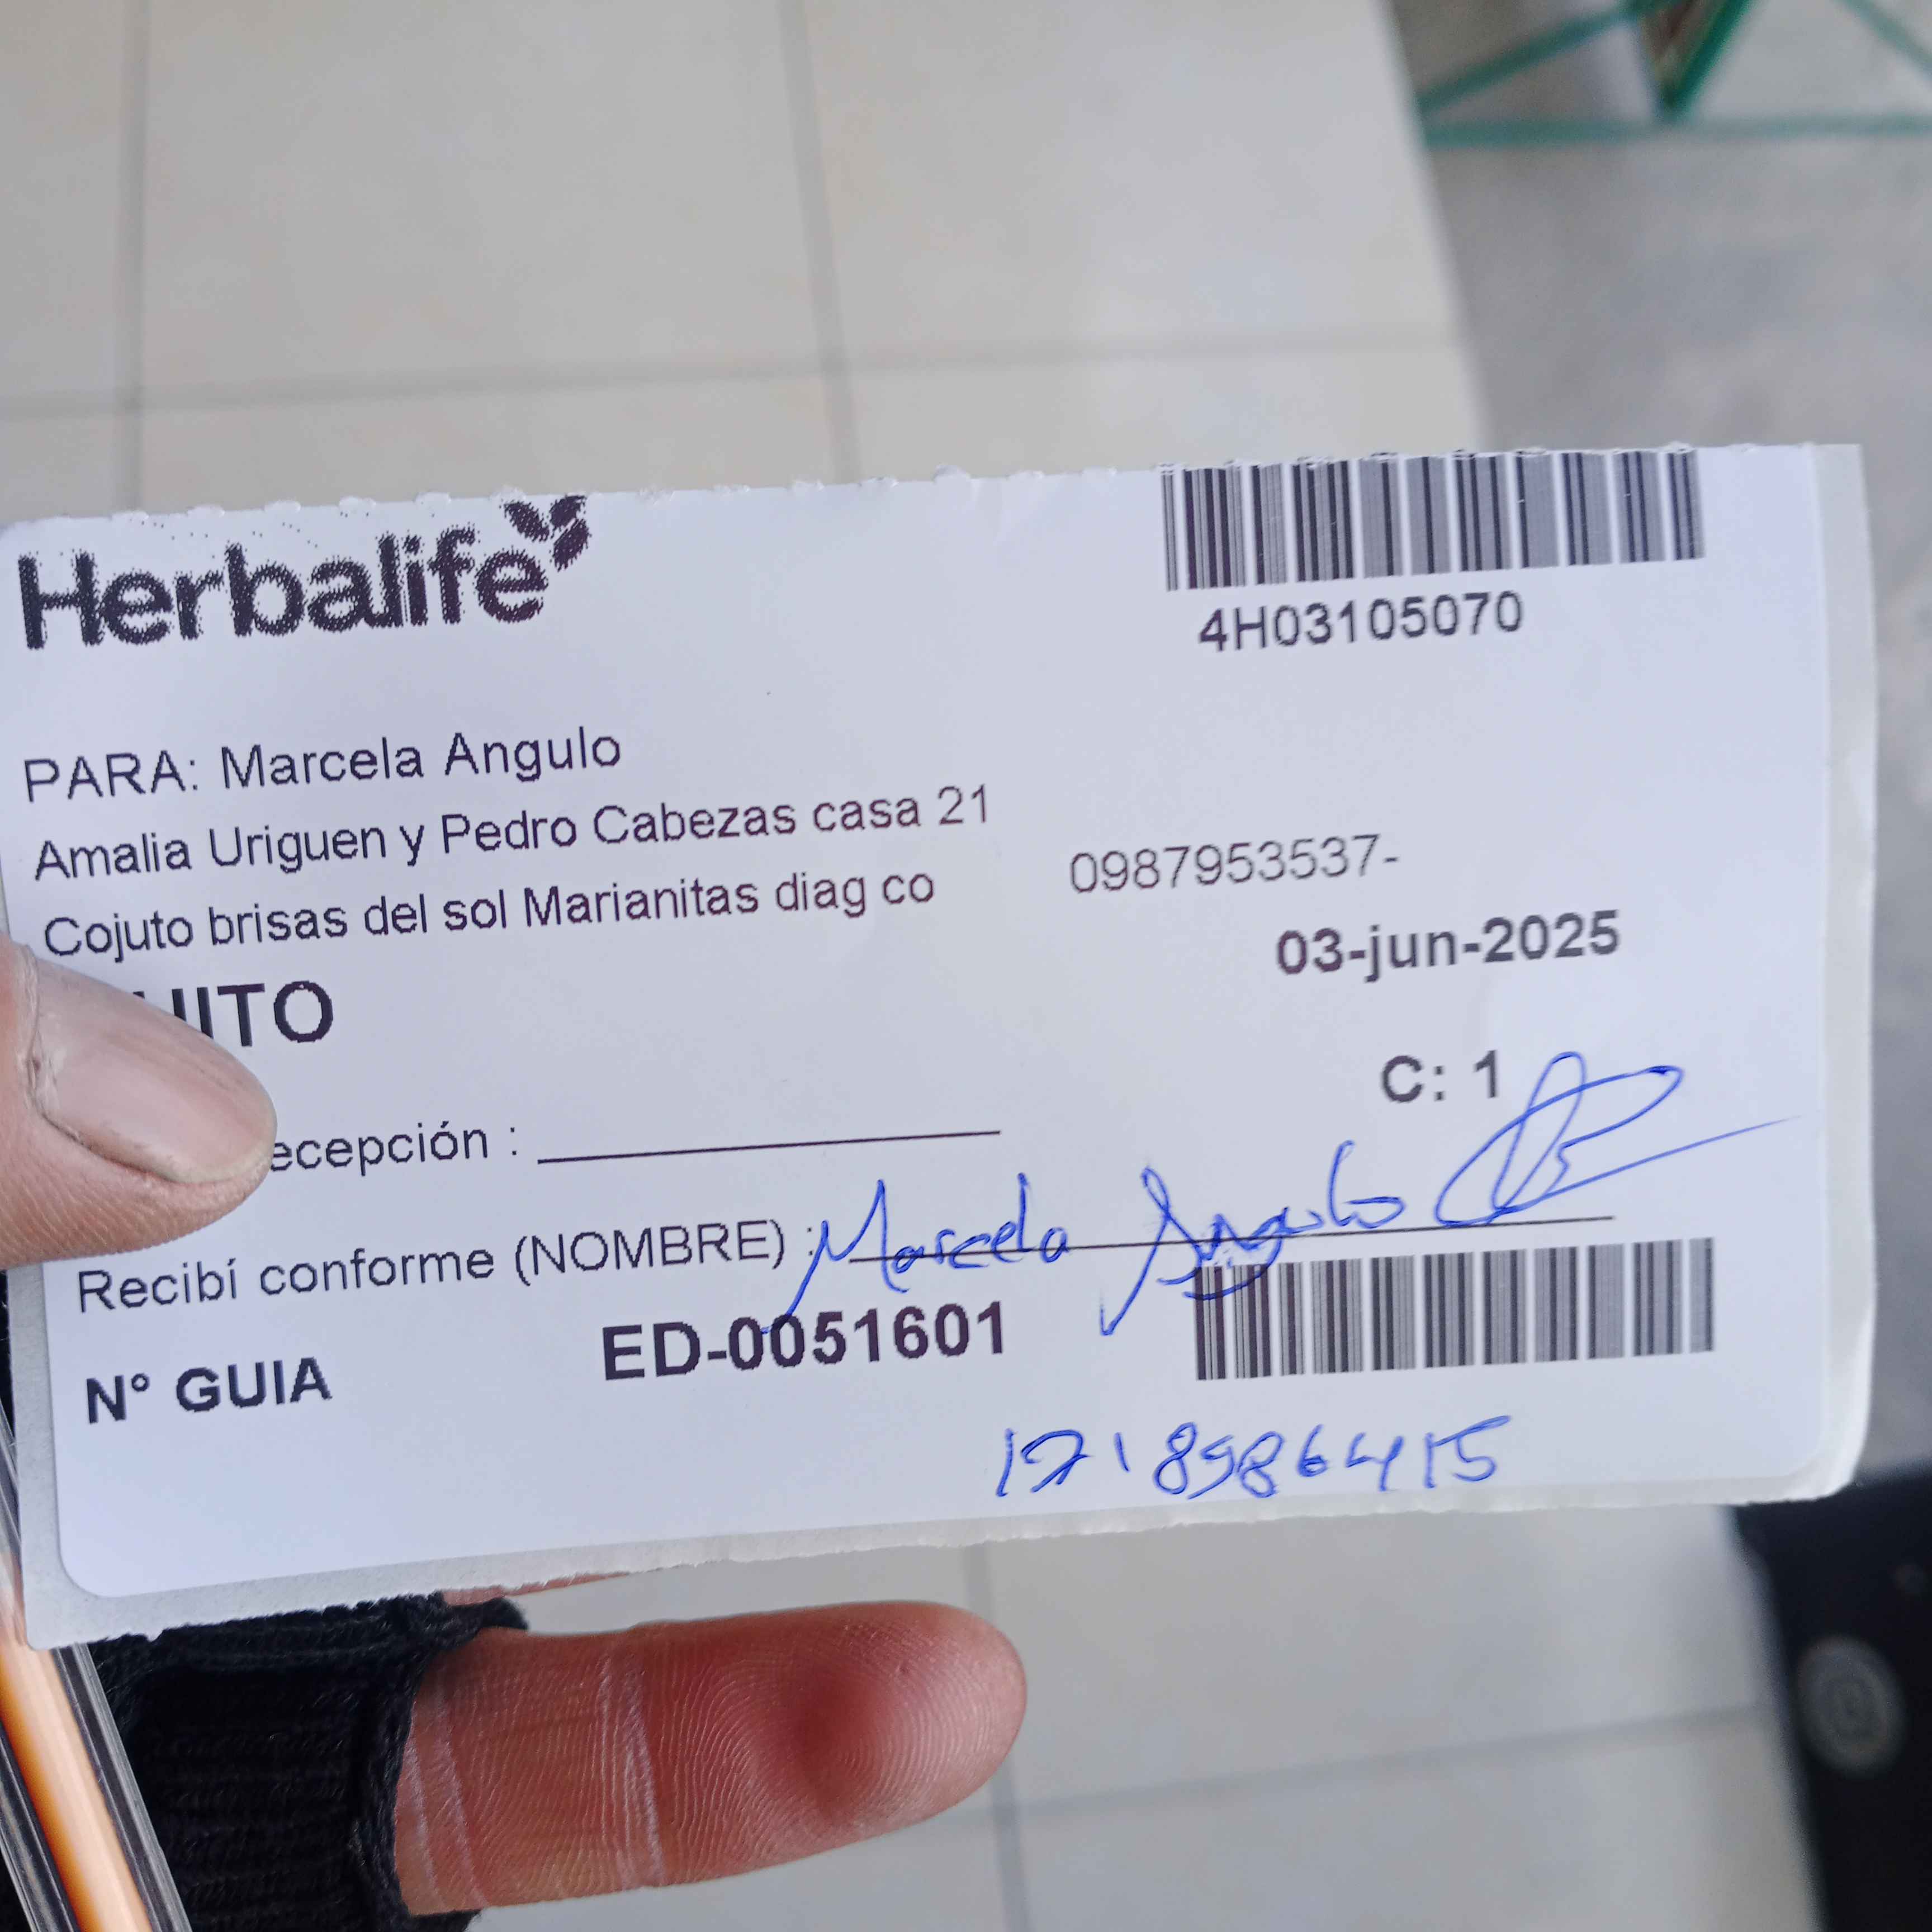 Herbalife
4H03105070
PARA: Marcela Angulo
Amalia Uriguen y Pedro Cabezas casa 21
Cojuto brisas del sol Marianitas diag co
0987953537-
03-jun-2025
UITO
C: 1
ecepción :
Recibí conforme (NOMBRE) : Marcela Angulo
N° GUIA ED-0051601
1718986415